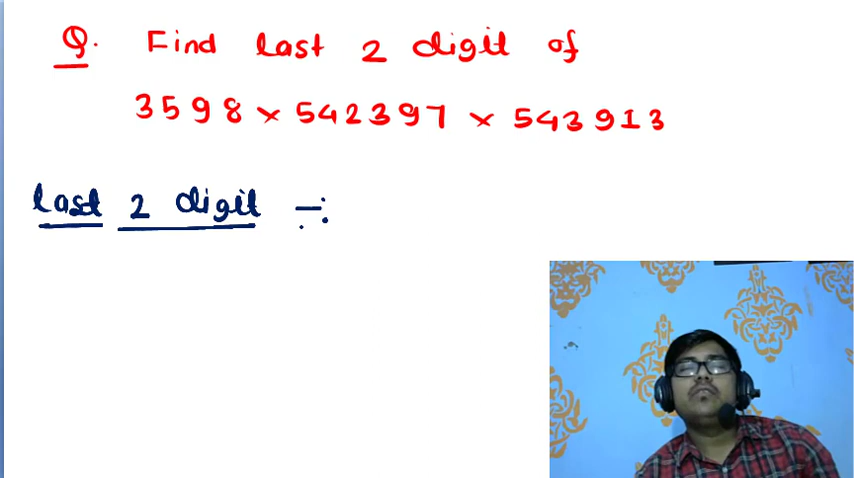 Q. Find last 2 digit of
3598 × 542397 × 543913
last 2 digit ÷